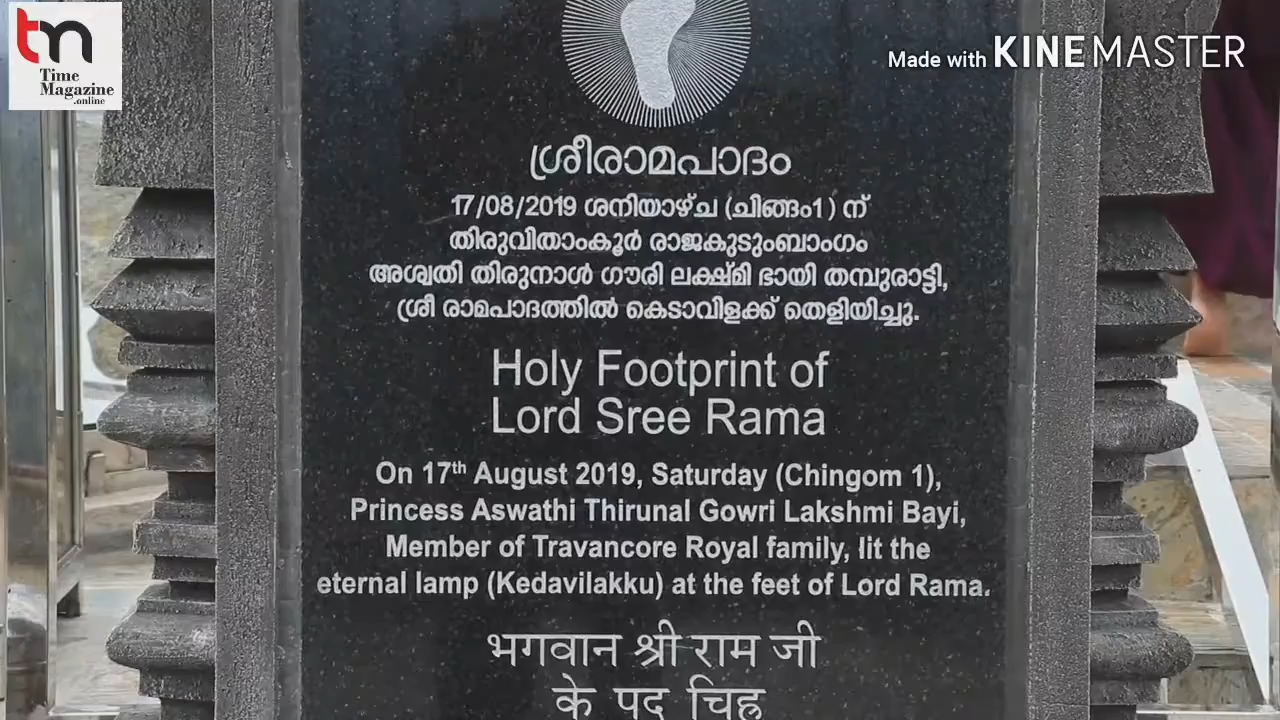 tm
Time
Magazine
.online
Made with KINEMASTER
ശ്രീരാമപാദം
17/08/2019 ശനിയാഴ്ച (ചിങ്ങം1) ന്
തിരുവിതാംകൂർ രാജകുടുംബാംഗം
അശ്വതി തിരുനാൾ ഗൗരി ലക്ഷ്മി ഭായി തമ്പുരാട്ടി,
ശ്രീ രാമപാദത്തിൽ കെടാവിളക്ക് തെളിയിച്ചു.
Holy Footprint of
Lord Sree Rama
On 17th August 2019, Saturday (Chingom 1),
Princess Aswathi Thirunal Gowri Lakshmi Bayi,
Member of Travancore Royal family, lit the
eternal lamp (Kedavilakku) at the feet of Lord Rama.
भगवान श्री राम जी
के पद चिह्न